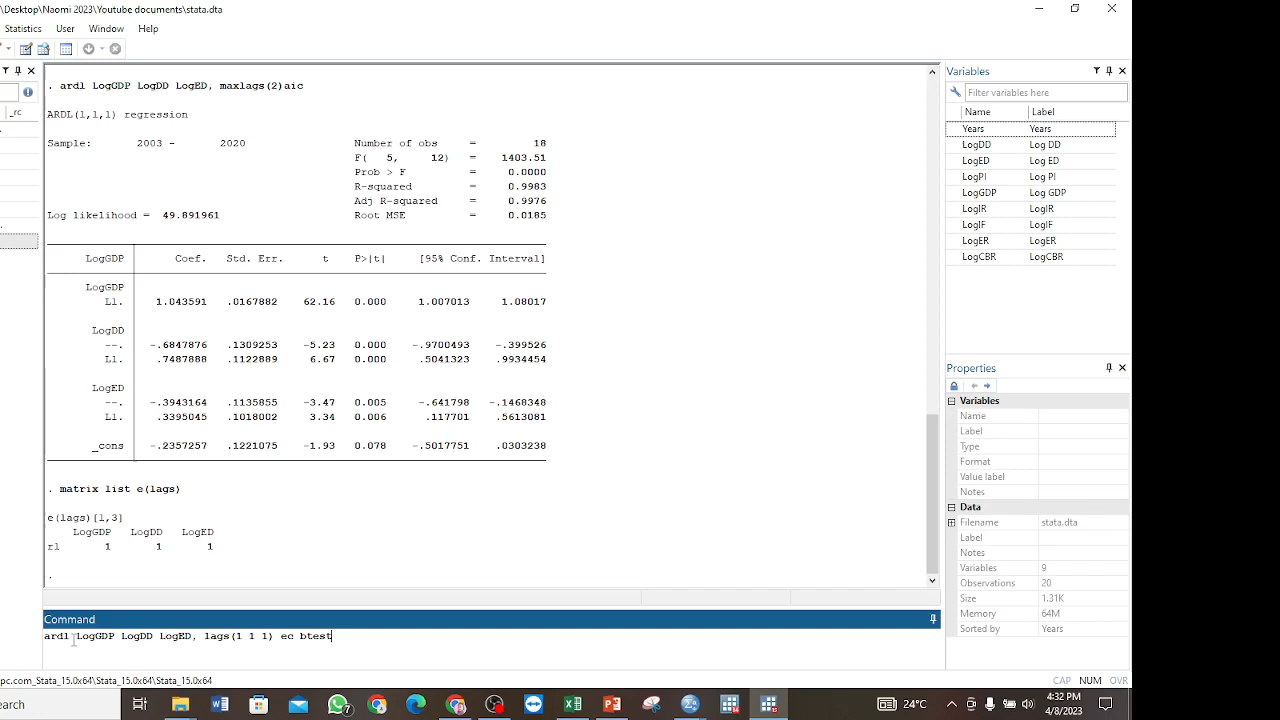 \Desktop\Naomi 2023\Youtube documents\stata.dta
Statistics User Window Help
. ardl LogGDP LogDD LogED, maxlags(2)aic
ARDL(1,1,1) regression
Sample: 2003 - 2020 Number of obs = 18
F( 5, 12) = 1403.51
Prob > F = 0.0000
R-squared = 0.9983
Adj R-squared = 0.9976
Log likelihood = 49.891961 Root MSE = 0.0185
LogGDP Coef. Std. Err. t P>|t| [95% Conf. Interval]
LogGDP
L1. 1.043591 .0167882 62.16 0.000 1.007013 1.08017
LogDD
--. -.6847876 .1309253 -5.23 0.000 -.9700493 -.399526
L1. .7487888 .1122889 6.67 0.000 .5041323 .9934454
LogED
--. -.3943164 .1135855 -3.47 0.005 -.641798 -.1468348
L1. .3395045 .1018002 3.34 0.006 .117701 .5613081
_cons -.2357257 .1221075 -1.93 0.078 -.5017751 .0303238
. matrix list e(lags)
e(lags)[1,3]
LogGDP LogDD LogED
r1 1 1 1
.
Command
ardl LogGDP LogDD LogED, lags(1 1 1) ec btest
pc.com_Stata_15.0x64\Stata_15.0x64\Stata_15.0x64
CAP NUM OVR
_rc
Variables
Filter variables here
Name Label
Years Years
LogDD Log DD
LogED Log ED
LogPI Log PI
LogGDP Log GDP
LogIR LogIR
LogIF LogIF
LogER LogER
LogCBR LogCBR
Properties
Variables
Name
Label
Type
Format
Value label
Notes
Data
Filename stata.dta
Label
Notes
Variables 9
Observations 20
Size 1.31K
Memory 64M
Sorted by Years
earch
24°C
4:32 PM
4/8/2023